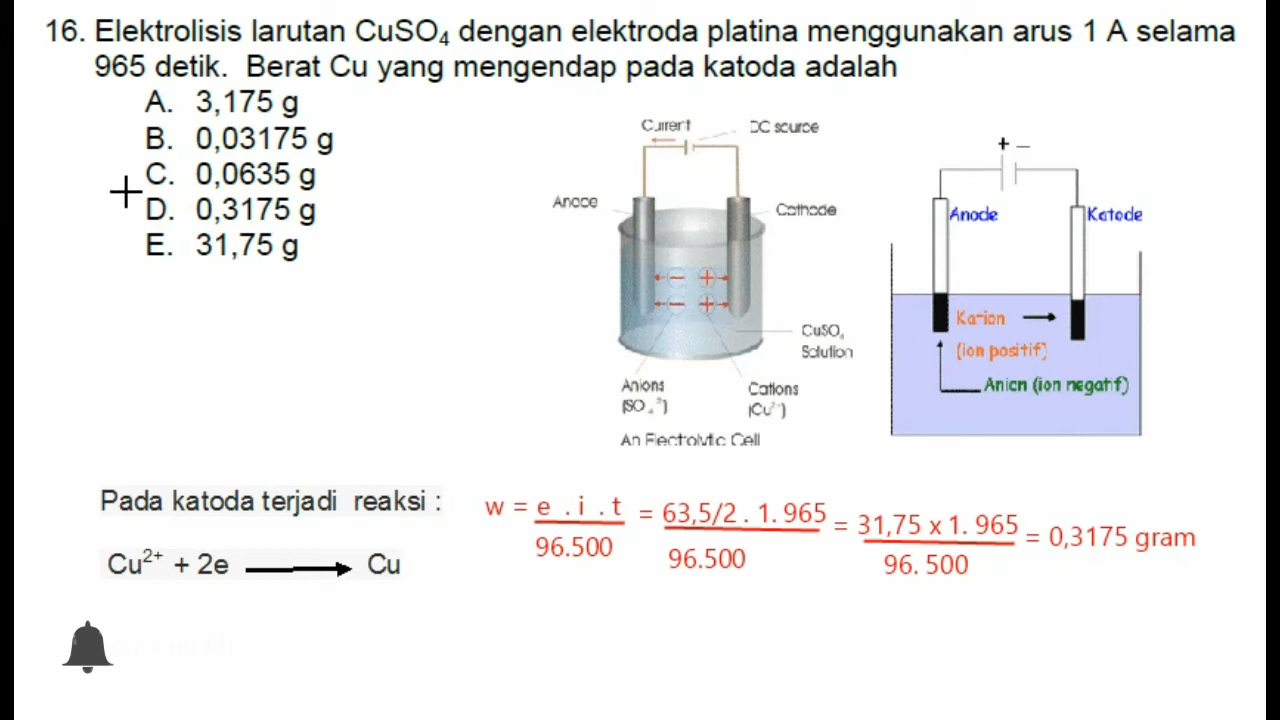 16. Elektrolisis larutan CuSO₄ dengan elektroda platina menggunakan arus 1 A selama
965 detik. Berat Cu yang mengendap pada katoda adalah
A. 3,175 g
B. 0,03175 g
C. 0,0635 g
D. 0,3175 g
E. 31,75 g
Current
DC source
Anode
Cathode
CuSO₄
Solution
Anions
(SO₄²⁻)
Cations
(Cu²⁺)
An Electrolytic Cell
+ −
Anode
Katode
Kation
(ion positif)
Anion (ion negatif)
Pada katoda terjadi reaksi :
Cu²⁺ + 2e ⟶ Cu
w = e . i . t = 63,5/2 . 1. 965 = 31,75 x 1. 965 = 0,3175 gram
96.500 96.500 96. 500